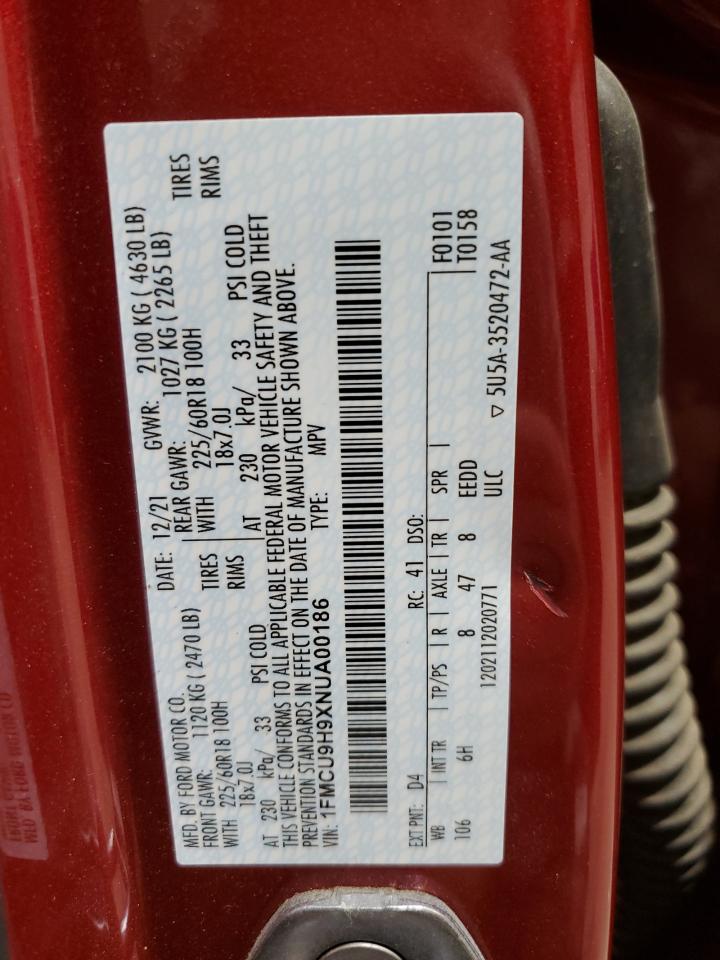 MFD. BY FORD MOTOR CO.
DATE: 12/21 GVWR: 2100 KG ( 4630 LB)
FRONT GAWR: 1120 KG ( 2470 LB) REAR GAWR: 1027 KG ( 2265 LB)
WITH 225/60R18 100H TIRES WITH 225/60R18 100H TIRES
18x7.0J RIMS 18x7.0J RIMS
AT 230 kPa/ 33 PSI COLD AT 230 kPa/ 33 PSI COLD
THIS VEHICLE CONFORMS TO ALL APPLICABLE FEDERAL MOTOR VEHICLE SAFETY AND THEFT
PREVENTION STANDARDS IN EFFECT ON THE DATE OF MANUFACTURE SHOWN ABOVE.
VIN: 1FMCU9H9XNUA00186 TYPE: MPV
EXT PNT: D4 RC: 41 DSO: F0101
WB INT TR TP/PS R AXLE TR SPR T0158
106 6H 8 47 8 EEDD
1202112020771 ULC ▽ 5U5A-3520472-AA